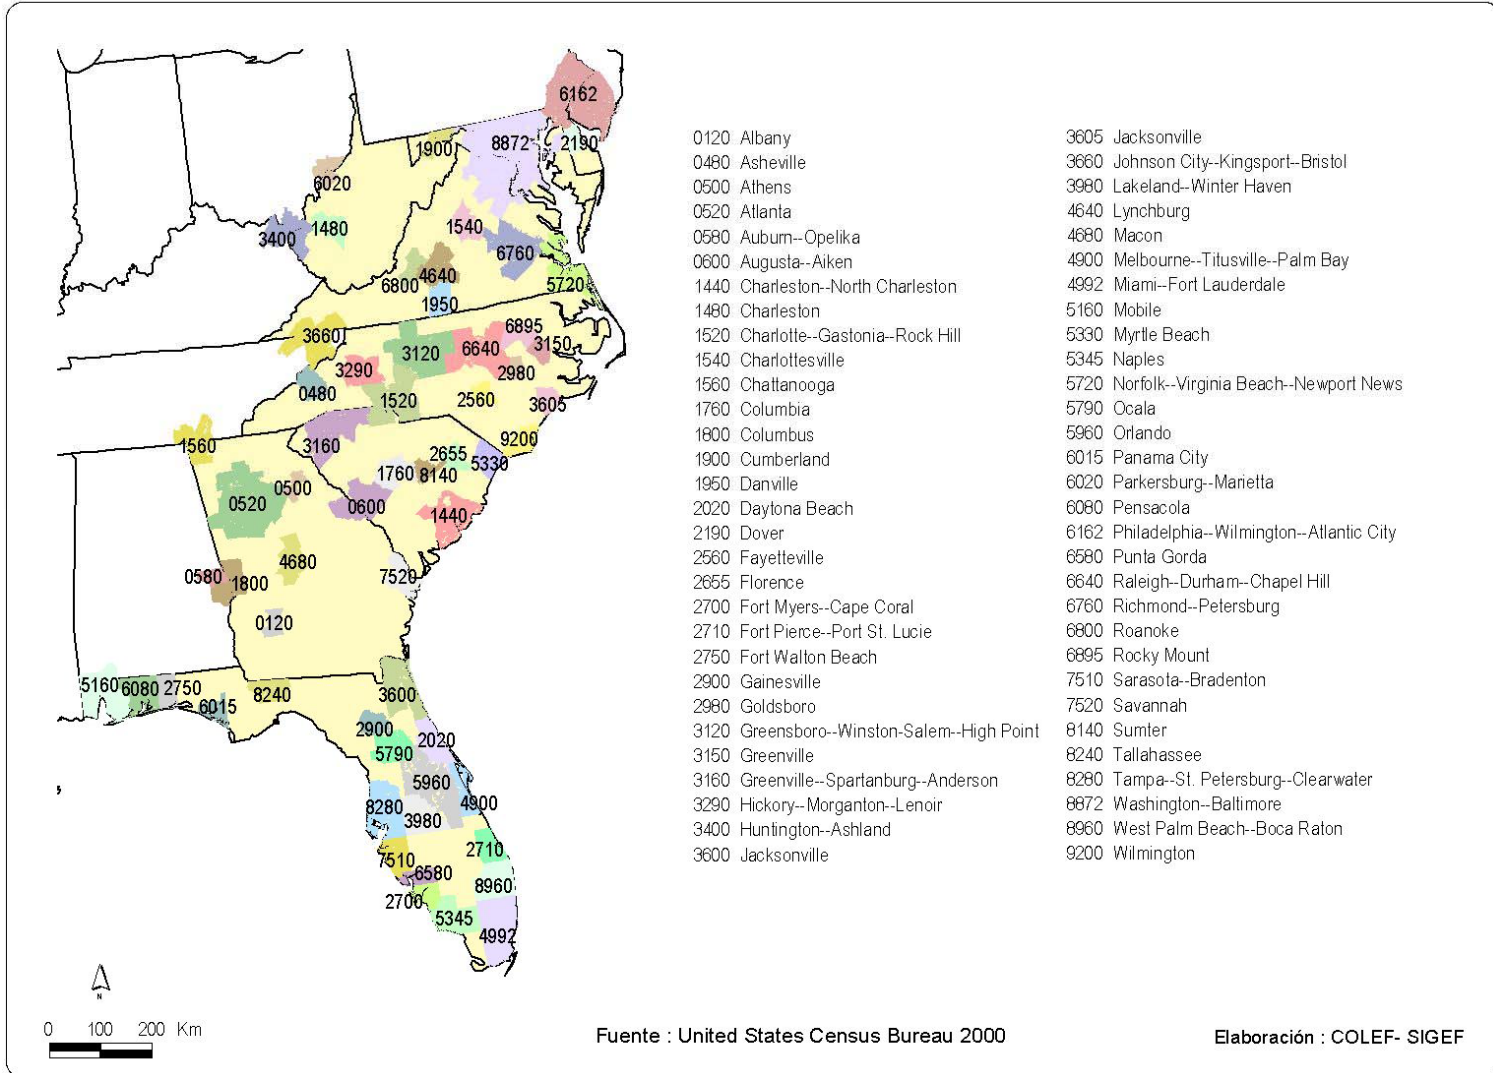 6162
8872
2190
1900
6020
1480
3400
1540
6760
4640
6800
5720
1950
3660
6895
3150
3120
6640
3290
2980
0480
1520
2560
3605
9200
1560
3160
2655
5330
1760
8140
0500
0520
0600
1440
4680
7520
0580
1800
0120
5160
6080
2750
8240
6015
3600
2900
2020
5790
5960
8280
4900
3980
2710
7510
6580
8960
2700
5345
4992
0120 Albany
0480 Asheville
0500 Athens
0520 Atlanta
0580 Auburn--Opelika
0600 Augusta--Aiken
1440 Charleston--North Charleston
1480 Charleston
1520 Charlotte--Gastonia--Rock Hill
1540 Charlottesville
1560 Chattanooga
1760 Columbia
1800 Columbus
1900 Cumberland
1950 Danville
2020 Daytona Beach
2190 Dover
2560 Fayetteville
2655 Florence
2700 Fort Myers--Cape Coral
2710 Fort Pierce--Port St. Lucie
2750 Fort Walton Beach
2900 Gainesville
2980 Goldsboro
3120 Greensboro--Winston-Salem--High Point
3150 Greenville
3160 Greenville--Spartanburg--Anderson
3290 Hickory--Morganton--Lenoir
3400 Huntington--Ashland
3600 Jacksonville
3605 Jacksonville
3660 Johnson City--Kingsport--Bristol
3980 Lakeland--Winter Haven
4640 Lynchburg
4680 Macon
4900 Melbourne--Titusville--Palm Bay
4992 Miami--Fort Lauderdale
5160 Mobile
5330 Myrtle Beach
5345 Naples
5720 Norfolk--Virginia Beach--Newport News
5790 Ocala
5960 Orlando
6015 Panama City
6020 Parkersburg--Marietta
6080 Pensacola
6162 Philadelphia--Wilmington--Atlantic City
6580 Punta Gorda
6640 Raleigh--Durham--Chapel Hill
6760 Richmond--Petersburg
6800 Roanoke
6895 Rocky Mount
7510 Sarasota--Bradenton
7520 Savannah
8140 Sumter
8240 Tallahassee
8280 Tampa--St. Petersburg--Clearwater
8872 Washington--Baltimore
8960 West Palm Beach--Boca Raton
9200 Wilmington
N
0 100 200 Km
Fuente : United States Census Bureau 2000
Elaboración : COLEF- SIGEF